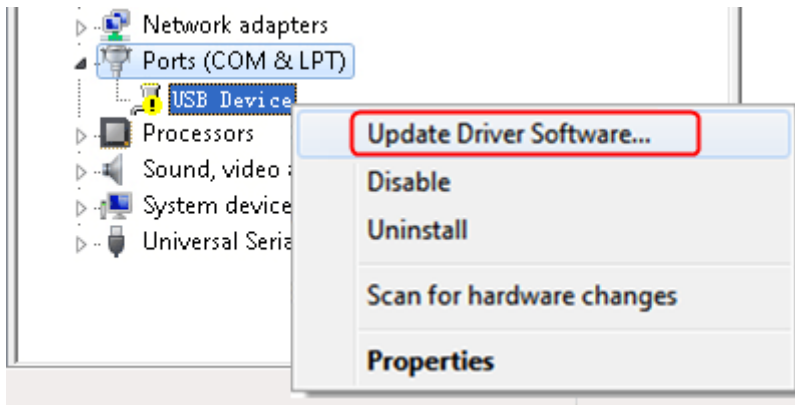 Network adapters
Ports (COM & LPT)
USB Device
Processors
Sound, video
System device
Universal Seria
Update Driver Software...
Disable
Uninstall
Scan for hardware changes
Properties